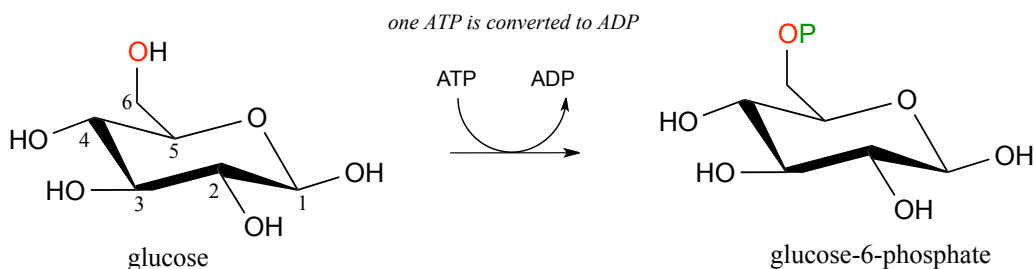 one ATP is converted to ADP
OH
OP
6
ATP
ADP
O
O
HO
4
5
HO
OH
OH
HO
2
HO
3
1
OH
OH
glucose
glucose-6-phosphate